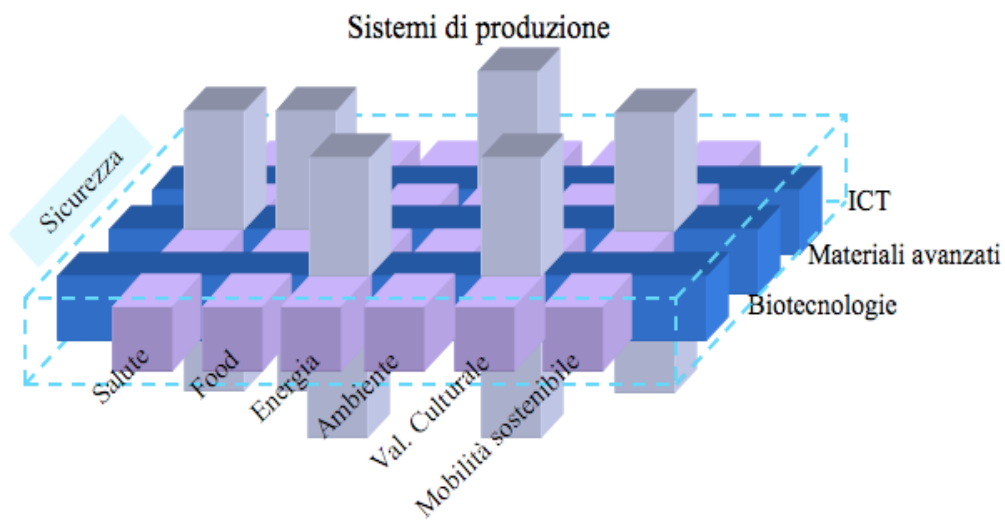 Sistemi di produzione
Sicurezza
ICT
Materiali avanzati
Biotecnologie
Salute
Food
Energia
Ambiente
Val. Culturale
Mobilità sostenibile